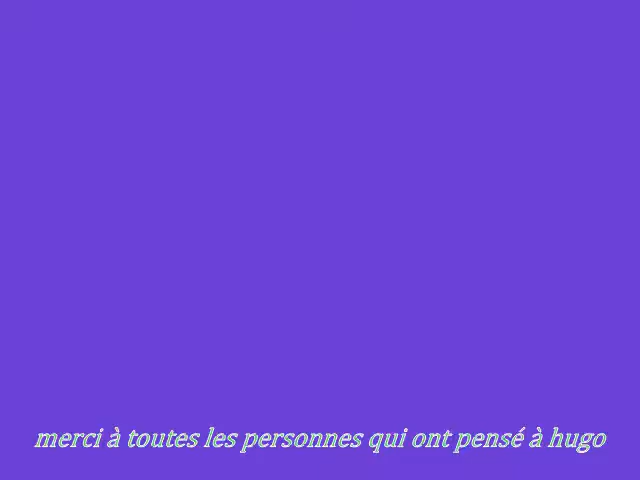 merci à toutes les personnes qui ont pensé à hugo